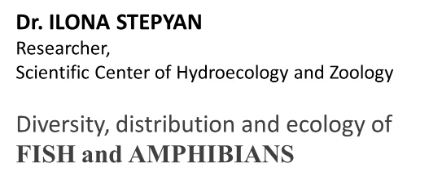 Dr. ILONA STEPYAN
Researcher,
Scientific Center of Hydroecology and Zoology
Diversity, distribution and ecology of
FISH and AMPHIBIANS